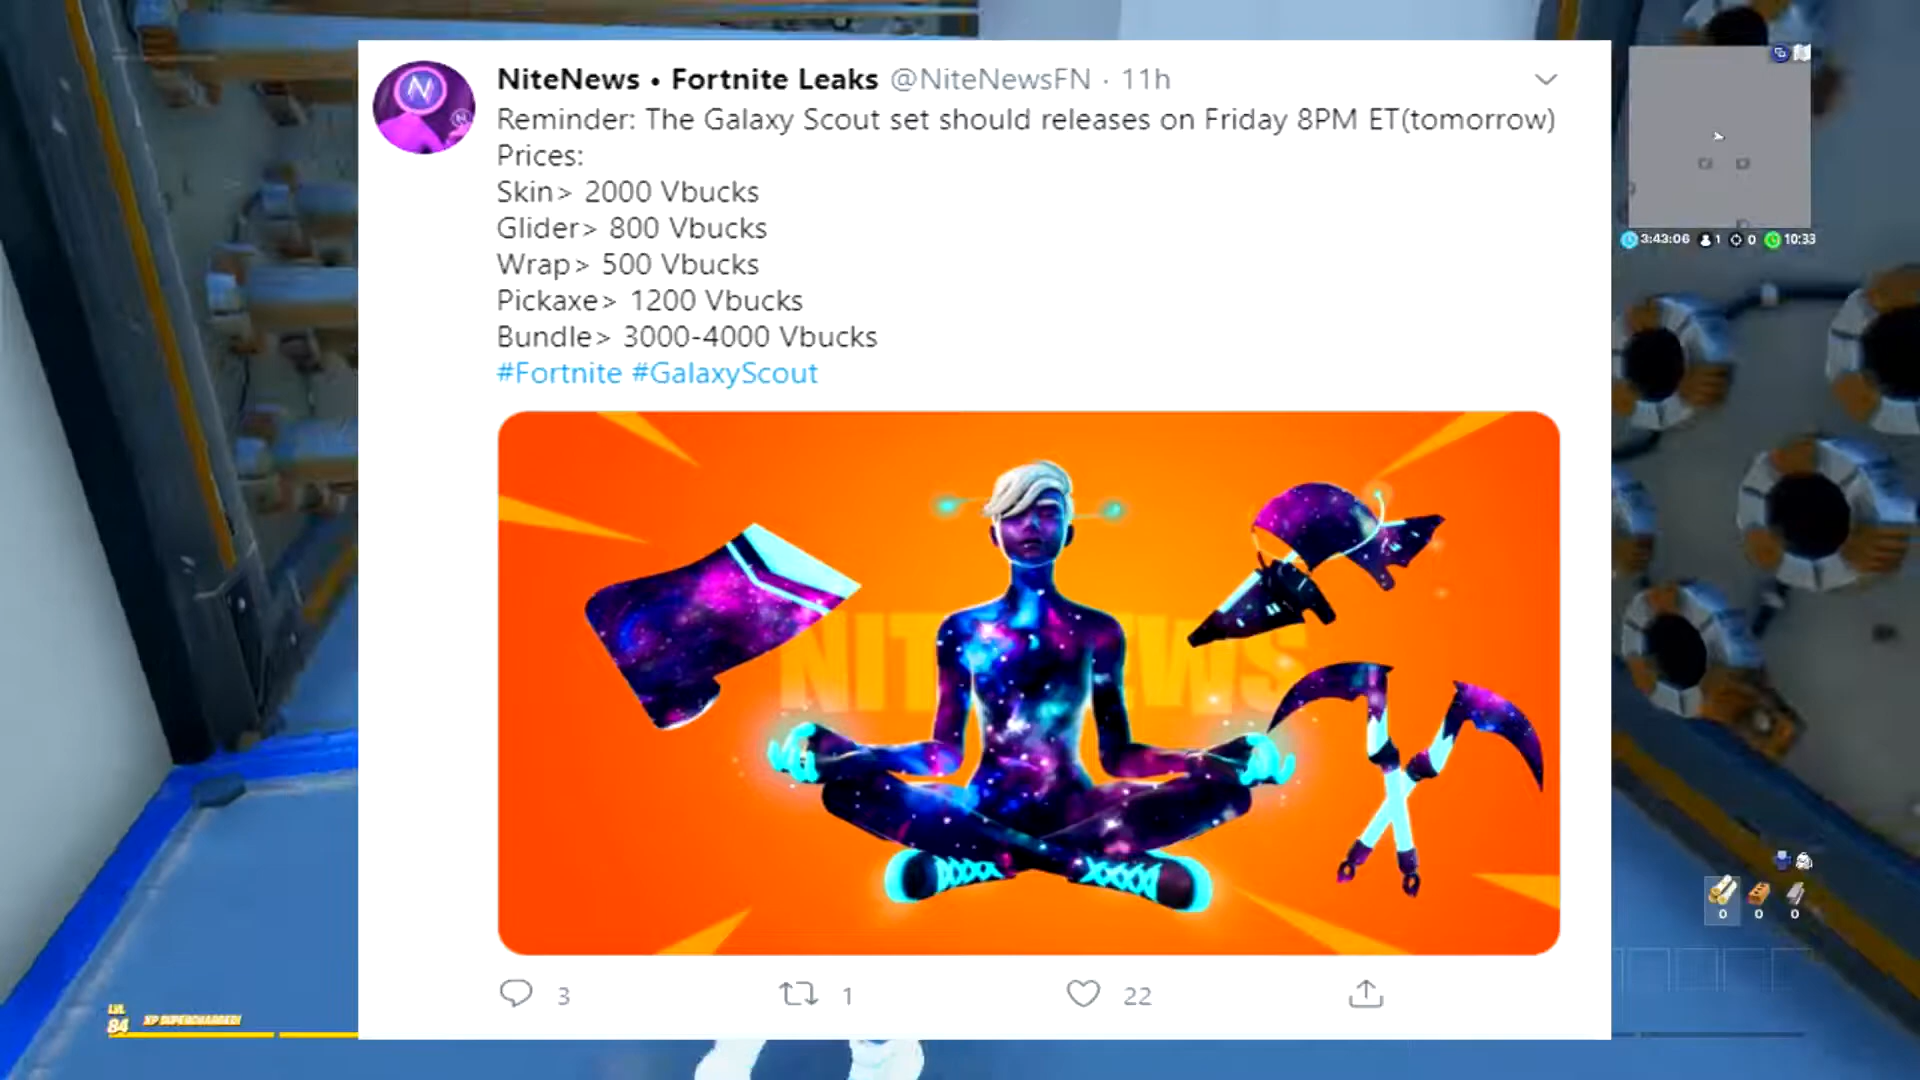 NiteNews • Fortnite Leaks @NiteNewsFN · 11h
Reminder: The Galaxy Scout set should releases on Friday 8PM ET(tomorrow)
Prices:
Skin> 2000 Vbucks
Glider> 800 Vbucks
Wrap> 500 Vbucks
Pickaxe> 1200 Vbucks
Bundle> 3000-4000 Vbucks
#Fortnite #GalaxyScout
3 1 22
3:43:06 1 0 10:33
0 0 0
LVL
84 XP SUPERCHARGED!